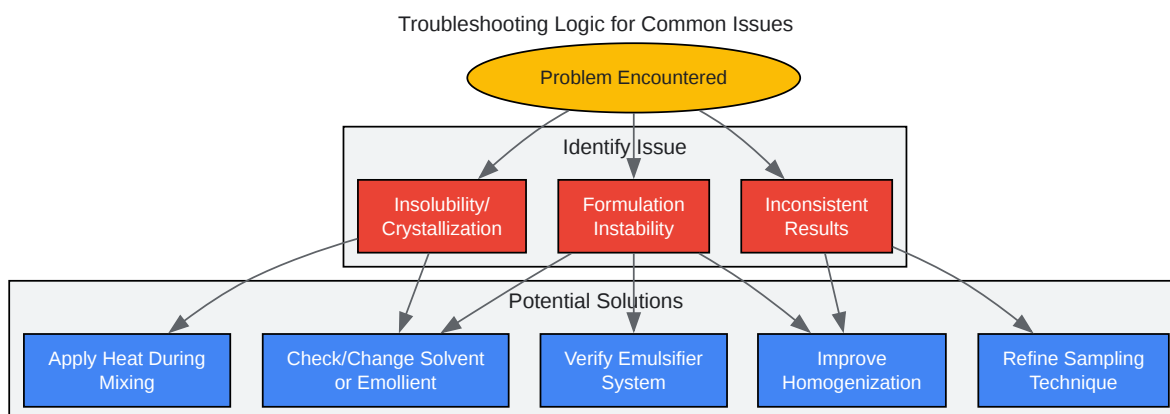 Troubleshooting Logic for Common Issues
Problem Encountered
Identify Issue
Insolubility/
Crystallization
Formulation
Instability
Inconsistent
Results
Potential Solutions
Apply Heat During
Mixing
Check/Change Solvent
or Emollient
Verify Emulsifier
System
Improve
Homogenization
Refine Sampling
Technique